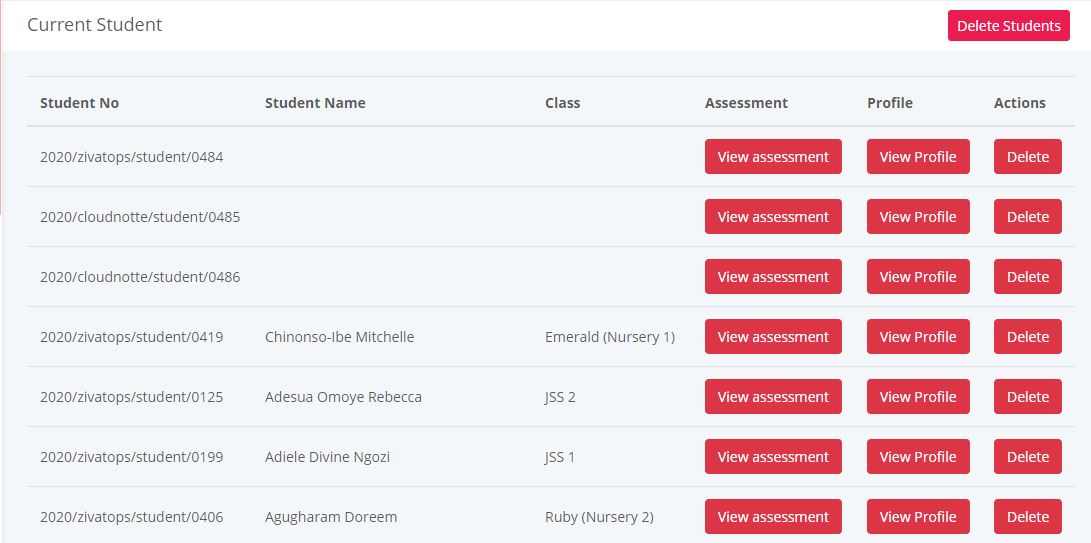 Current Student
Delete Students
Student No Student Name Class Assessment Profile Actions
2020/zivatops/student/0484 View assessment View Profile Delete
2020/cloudnotte/student/0485 View assessment View Profile Delete
2020/cloudnotte/student/0486 View assessment View Profile Delete
2020/zivatops/student/0419 Chinonso-Ibe Mitchelle Emerald (Nursery 1) View assessment View Profile Delete
2020/zivatops/student/0125 Adesua Omoye Rebecca JSS 2 View assessment View Profile Delete
2020/zivatops/student/0199 Adiele Divine Ngozi JSS 1 View assessment View Profile Delete
2020/zivatops/student/0406 Agugharam Doreem Ruby (Nursery 2) View assessment View Profile Delete